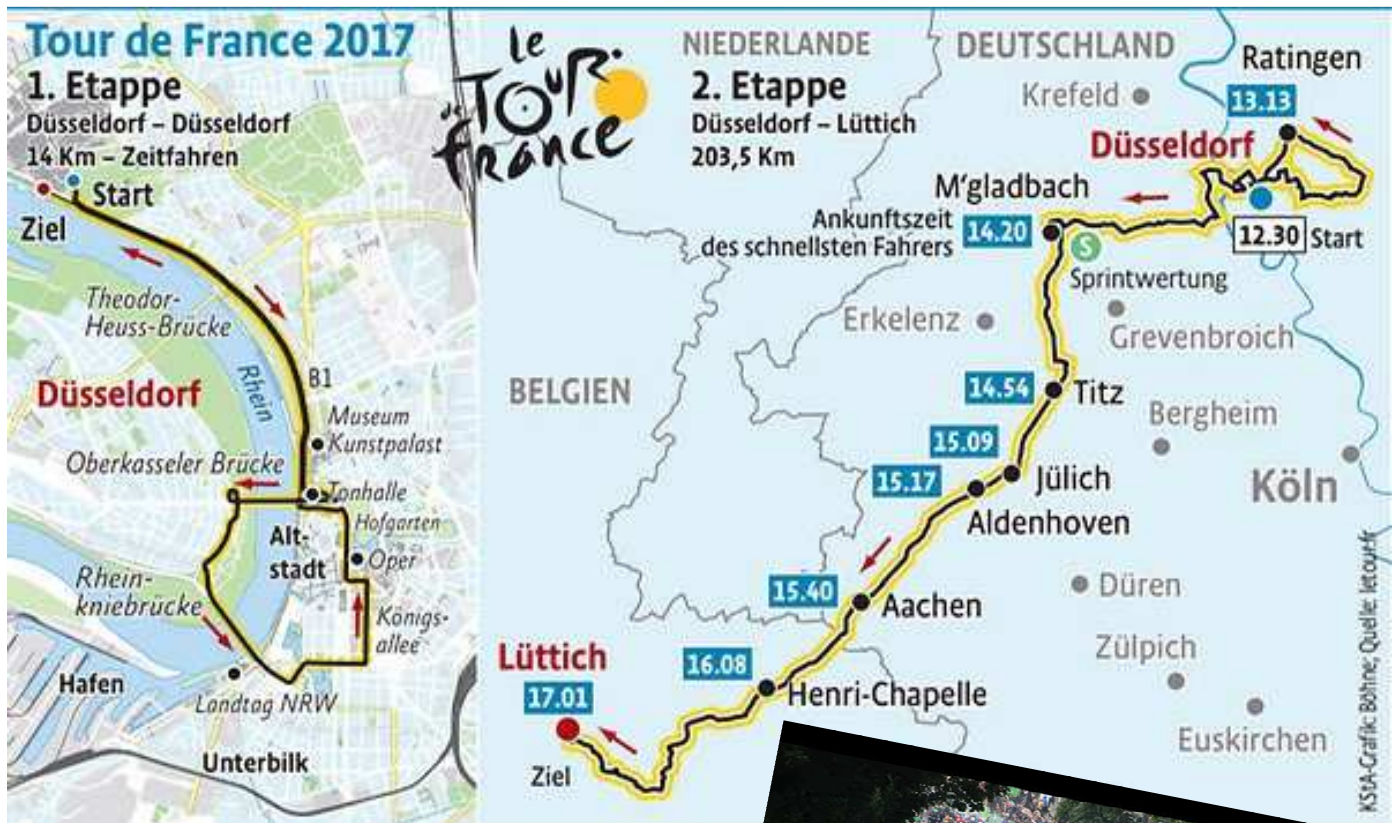 Tour de France 2017
1. Etappe
Düsseldorf – Düsseldorf
14 Km – Zeitfahren
Start
Ziel
Theodor-
Heuss-Brücke
Rhein
B1
Düsseldorf
Museum
Kunstpalast
Oberkasseler Brücke
Tonhalle
Hofgarten
Alt-
stadt
Oper
Rhein-
kniebrücke
Königs-
allee
Hafen
Landtag NRW
Unterbilk
le
TOUR
de
france
NIEDERLANDE
DEUTSCHLAND
2. Etappe
Düsseldorf – Lüttich
203,5 Km
Ratingen
13.13
Krefeld
Düsseldorf
M'gladbach
Ankunftszeit
des schnellsten Fahrers
14.20
12.30 Start
S
Sprintwertung
Erkelenz
Grevenbroich
BELGIEN
14.54
Titz
Bergheim
15.09
Jülich
15.17
Köln
Aldenhoven
Düren
15.40
Aachen
Zülpich
Lüttich
17.01
16.08
Henri-Chapelle
Euskirchen
Ziel
KStA-Grafik: Böhne; Quelle: letour.fr